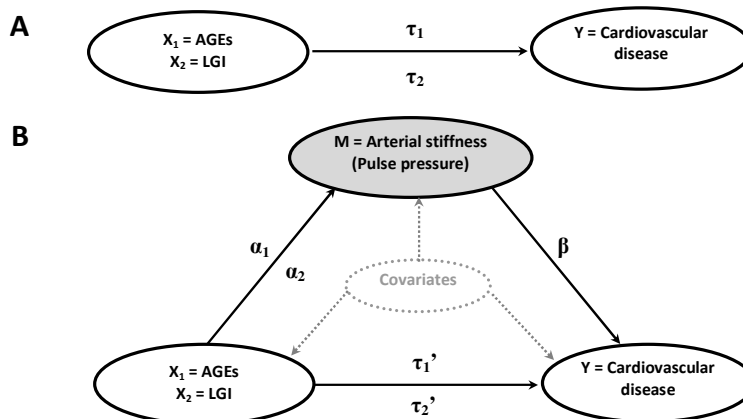 A
X₁ = AGEs
X₂ = LGI
τ₁
τ₂
Y = Cardiovascular
disease
B
M = Arterial stiffness
(Pulse pressure)
α₁
α₂
β
Covariates
X₁ = AGEs
X₂ = LGI
τ₁’
τ₂’
Y = Cardiovascular
disease